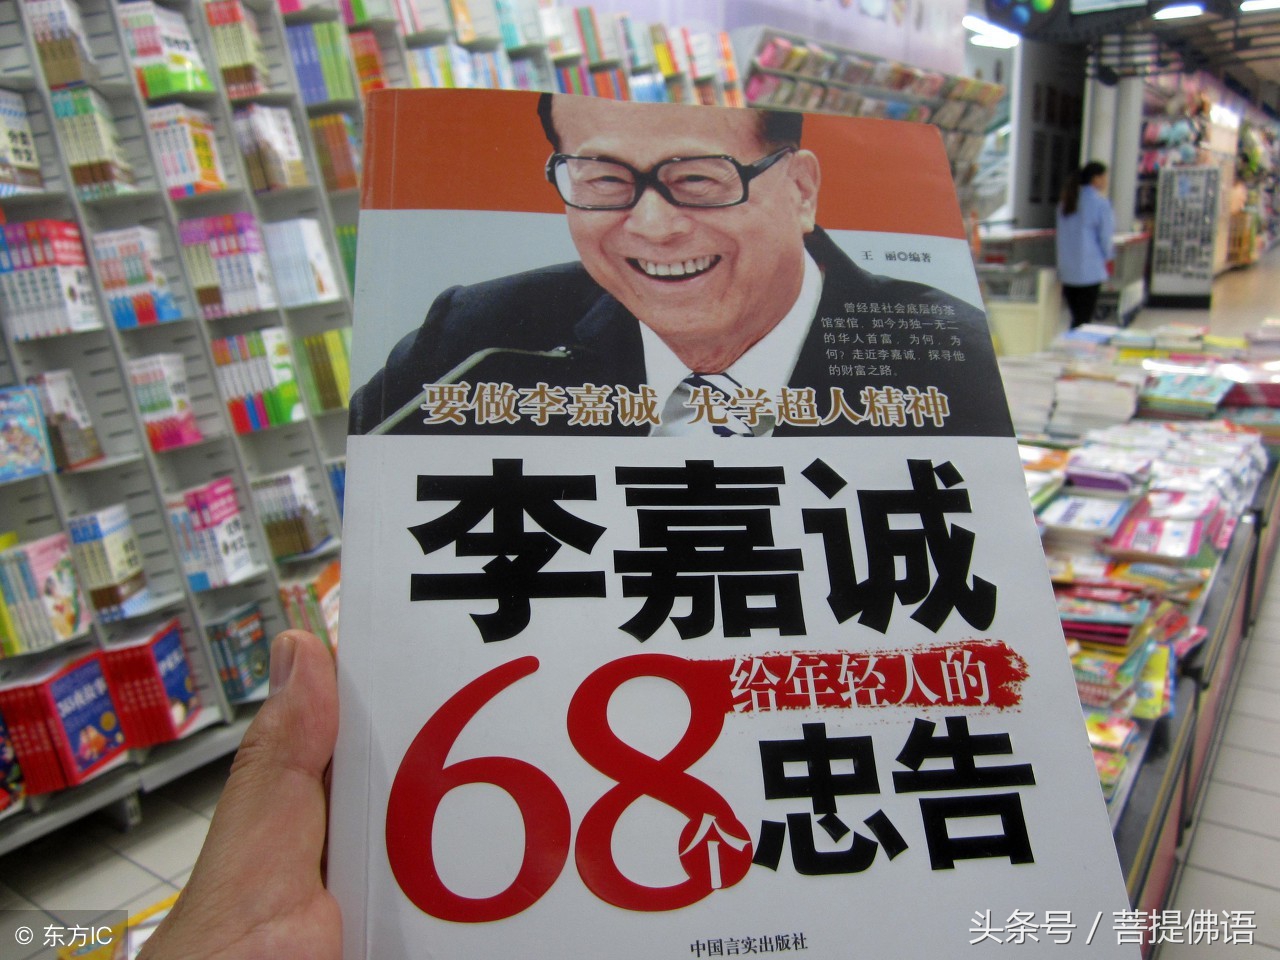 王 丽◎编著
曾经是社会底层的茶
馆堂倌，如今为独一无二
的华人首富，为何，为
何？走近李嘉诚，探寻他
的财富之路。
要做李嘉诚 先学超人精神
李嘉诚
给年轻人的
68个忠告
中国言实出版社
© 东方IC
头条号 / 菩提佛语